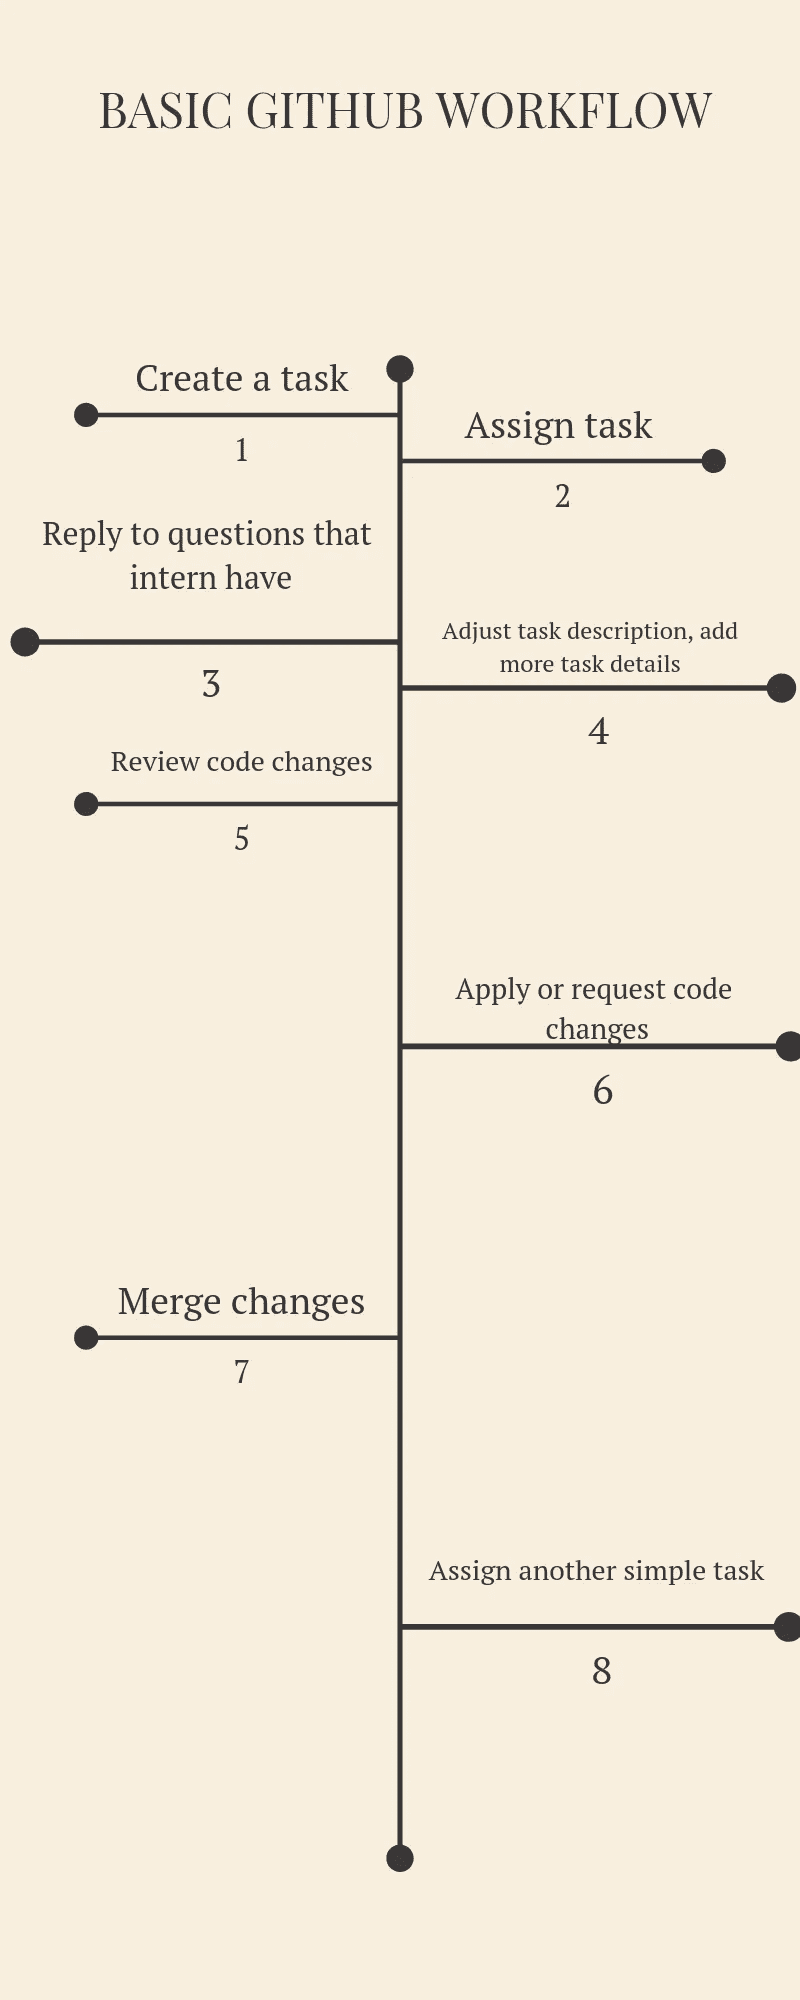 BASIC GITHUB WORKFLOW
Create a task
1
Assign task
2
Reply to questions that
intern have
3
Adjust task description, add
more task details
4
Review code changes
5
Apply or request code
changes
6
Merge changes
7
Assign another simple task
8